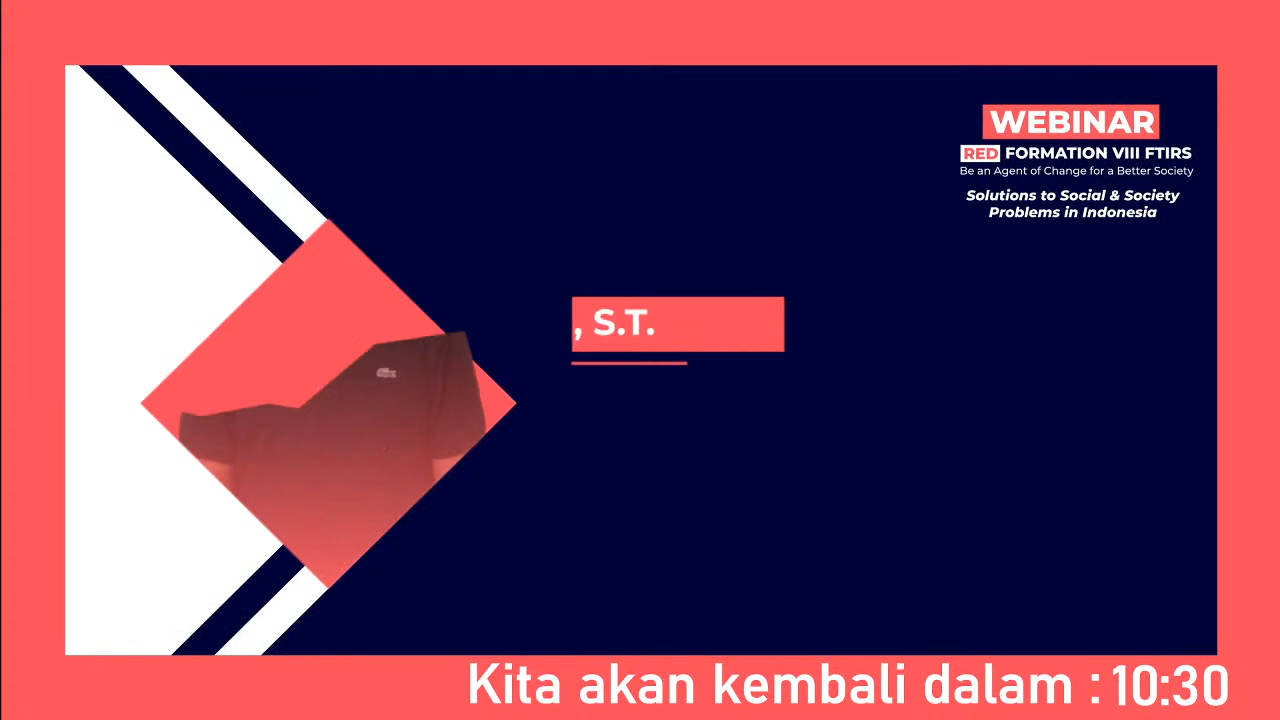 WEBINAR
RED FORMATION VIII FTIRS
Be an Agent of Change for a Better Society
Solutions to Social & Society
Problems in Indonesia
, S.T.
Kita akan kembali dalam : 10:30